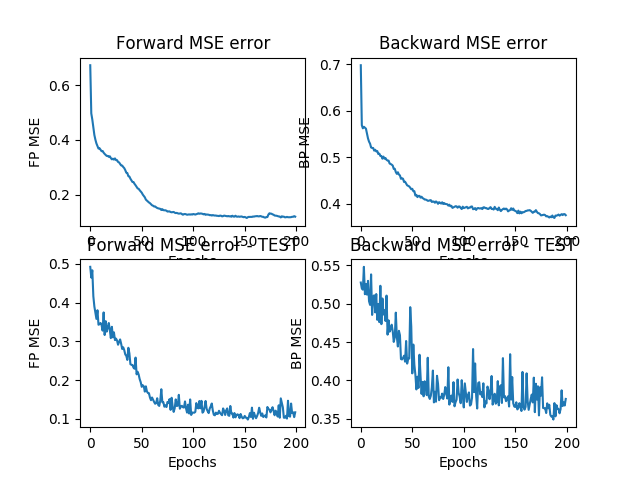 Forward MSE error
Backward MSE error
FP MSE
0.6
0.4
0.2
0 50 100 150 200
Epochs
BP MSE
0.7
0.6
0.5
0.4
0 50 100 150 200
Forward MSE error - TEST
Backward MSE error - TEST
FP MSE
0.5
0.4
0.3
0.2
0.1
0 50 100 150 200
Epochs
BP MSE
0.55
0.50
0.45
0.40
0.35
0 50 100 150 200
Epochs